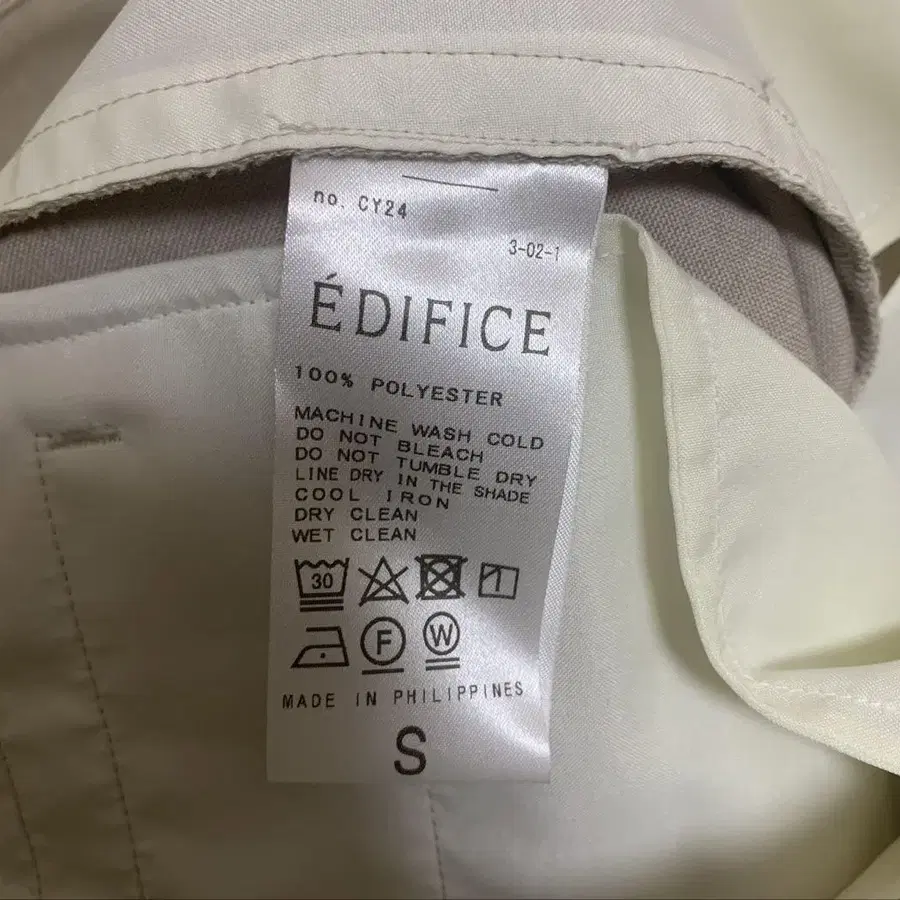 no. CY24
3-02-1
ÉDIFICE
100% POLYESTER
MACHINE WASH COLD
DO NOT BLEACH
DO NOT TUMBLE DRY
LINE DRY IN THE SHADE
COOL IRON
DRY CLEAN
WET CLEAN
30
F W
MADE IN PHILIPPINES
S